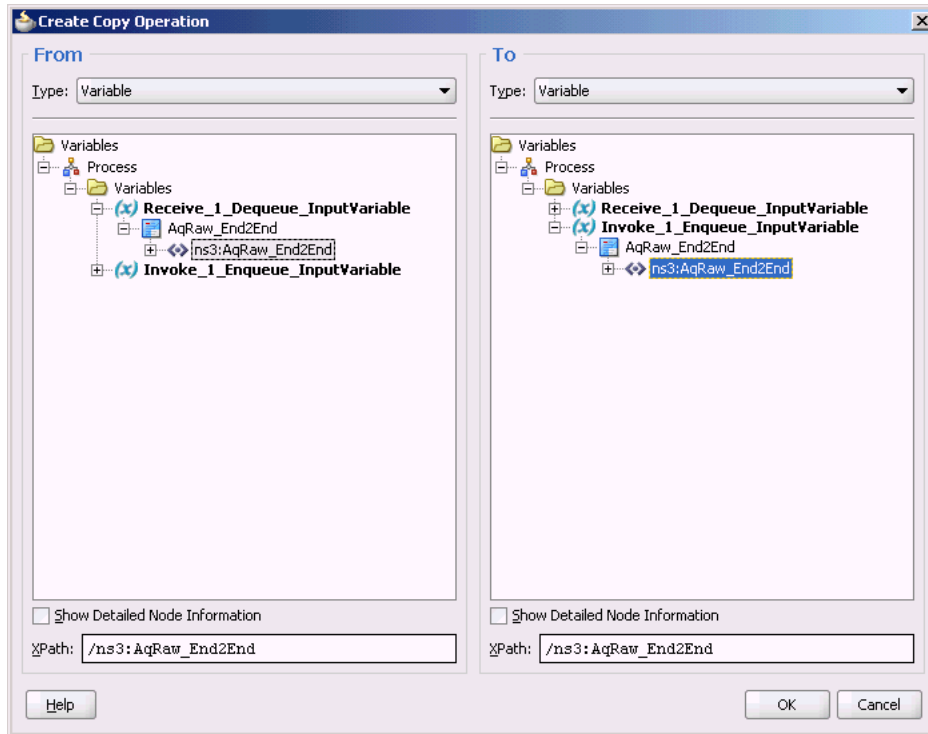 Create Copy Operation
From
Type: Variable
Variables
Process
Variables
Receive_1_Dequeue_InputVariable
AqRaw_End2End
ns3:AqRaw_End2End
Invoke_1_Enqueue_InputVariable
Show Detailed Node Information
XPath: /ns3:AqRaw_End2End
To
Type: Variable
Variables
Process
Variables
Receive_1_Dequeue_InputVariable
Invoke_1_Enqueue_InputVariable
AqRaw_End2End
ns3:AqRaw_End2End
Show Detailed Node Information
XPath: /ns3:AqRaw_End2End
Help
OK
Cancel